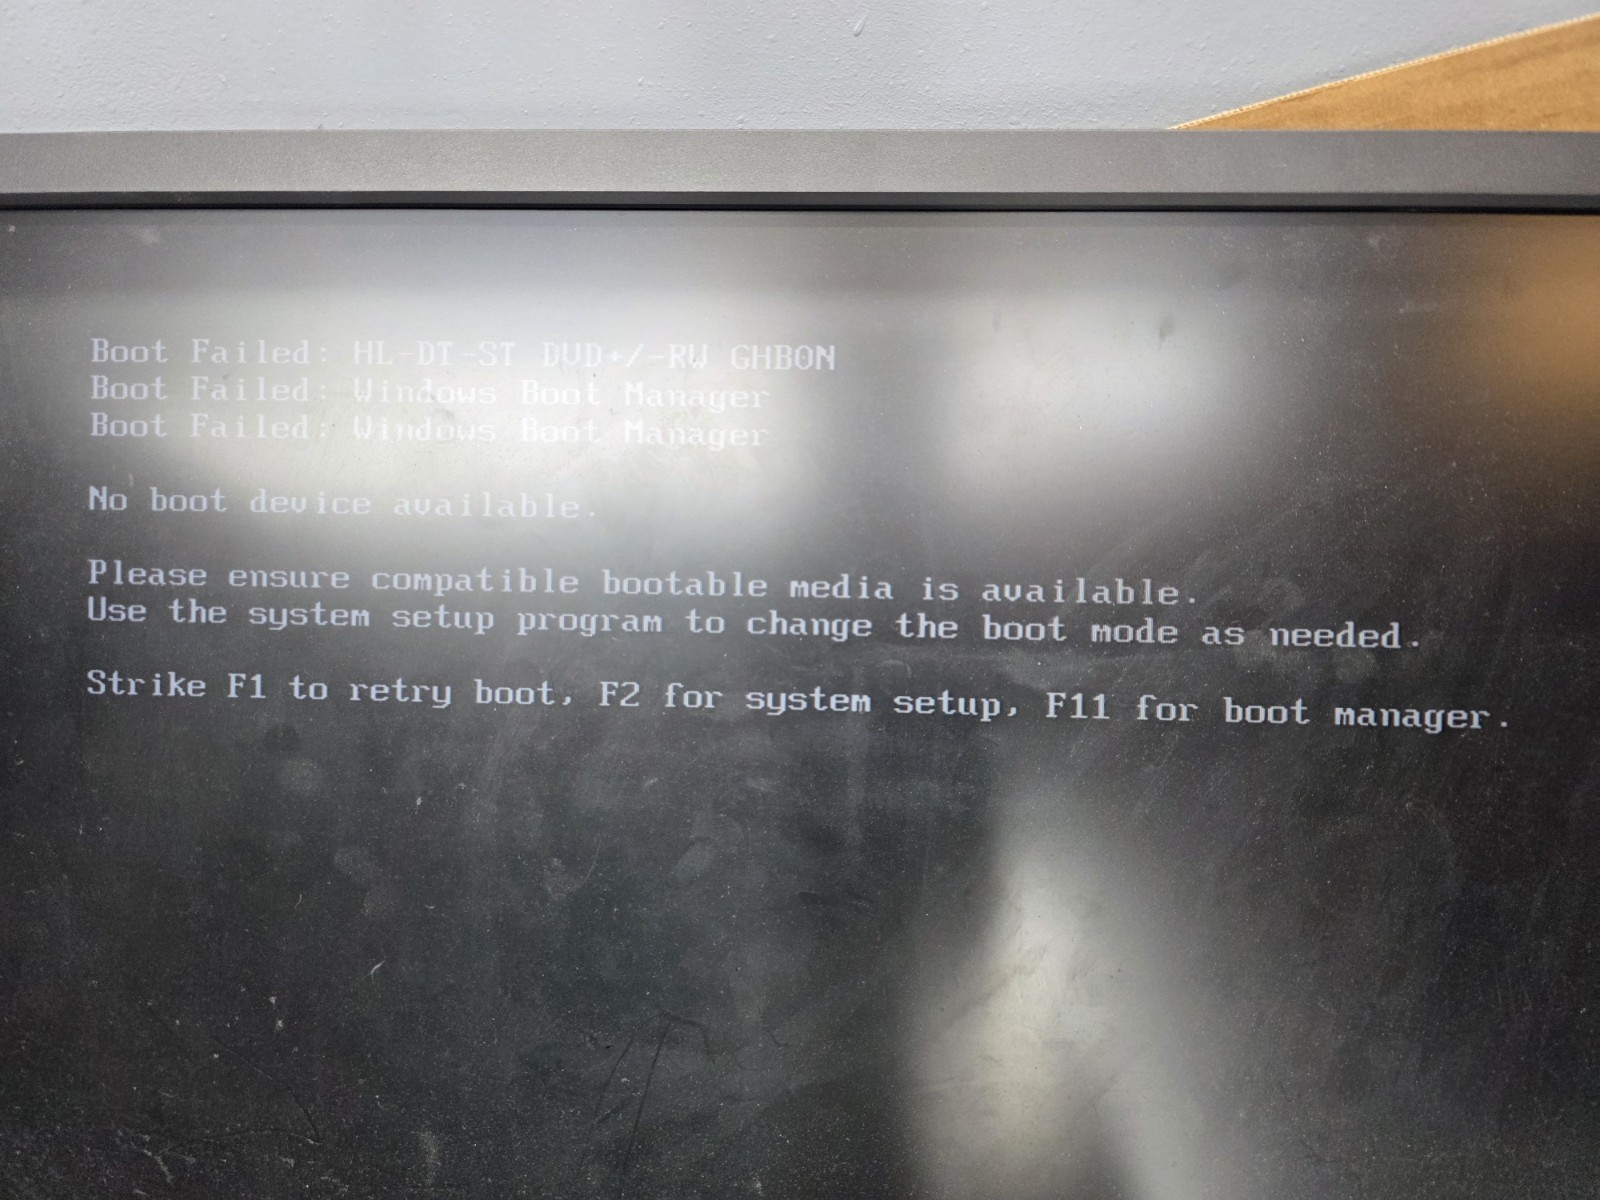 Boot Failed: HL-DT-ST DVD+/-RW GHB0N
Boot Failed: Windows Boot Manager
Boot Failed: Windows Boot Manager
No boot device available.
Please ensure compatible bootable media is available.
Use the system setup program to change the boot mode as needed.
Strike F1 to retry boot, F2 for system setup, F11 for boot manager.